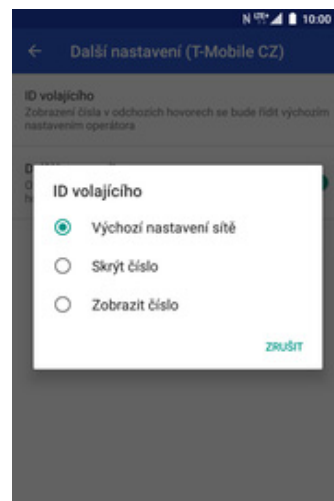 10:00
Další nastavení (T-Mobile CZ)
ID volajícího
Zobrazení čísla v odchozích hovorech se bude řídit výchozím
nastavením operátora
ID volajícího
Výchozí nastavení sítě
Skrýt číslo
Zobrazit číslo
ZRUŠIT